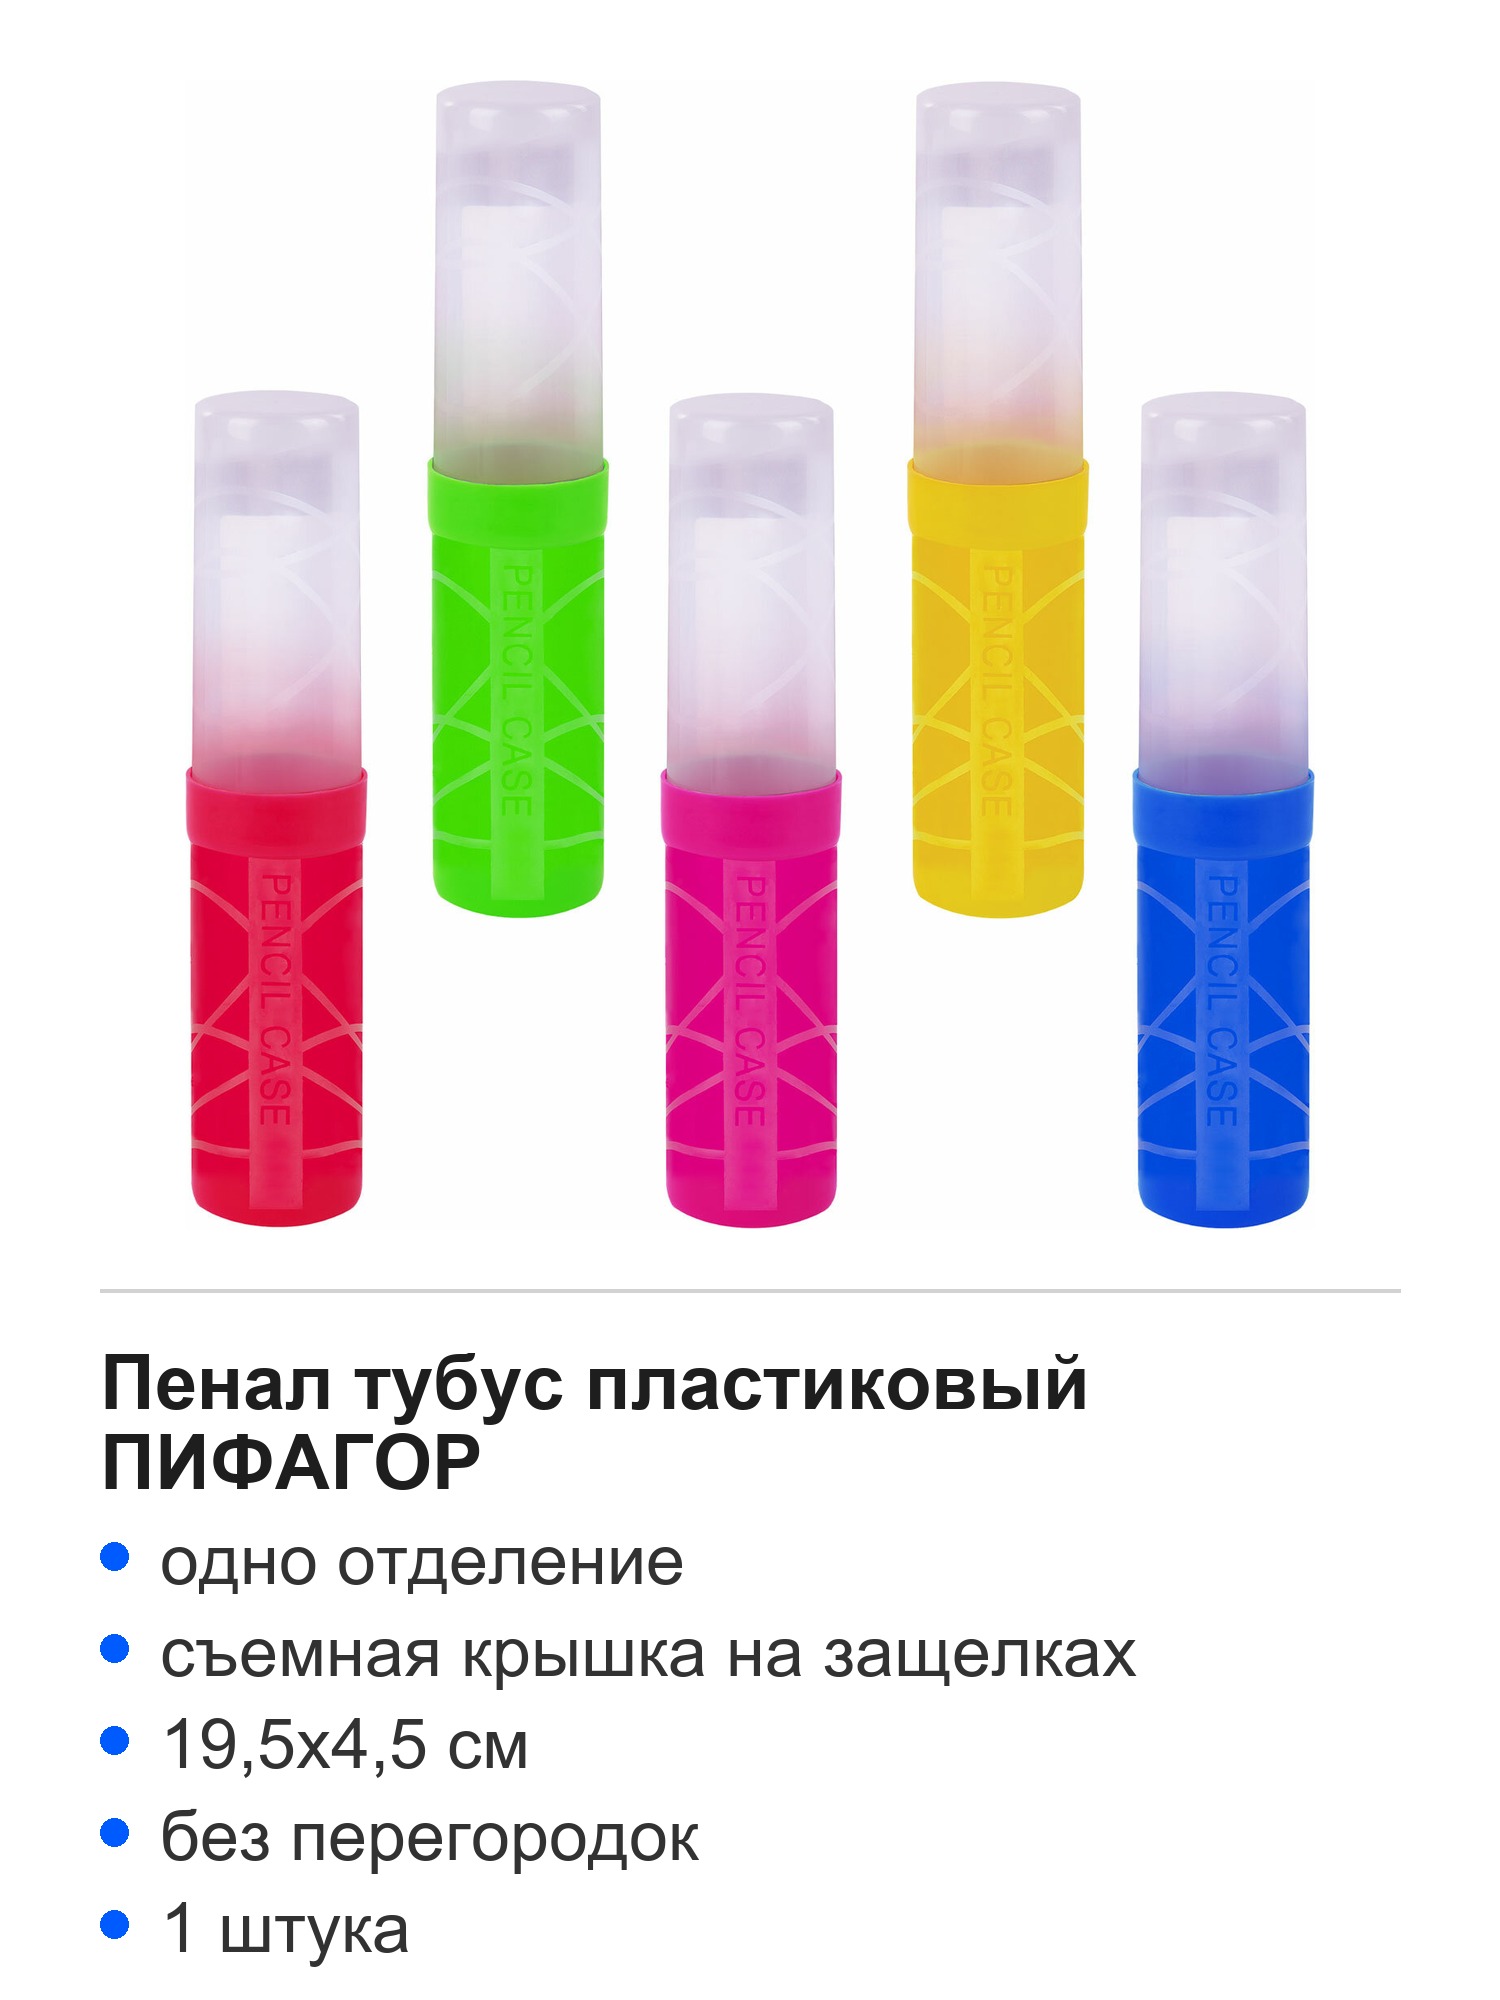 PENCIL CASE
PENCIL CASE
PENCIL CASE
PENCIL CASE
PENCIL CASE
Пенал тубус пластиковый
ПИФАГОР
одно отделение
съемная крышка на защелках
19,5х4,5 см
без перегородок
1 штука